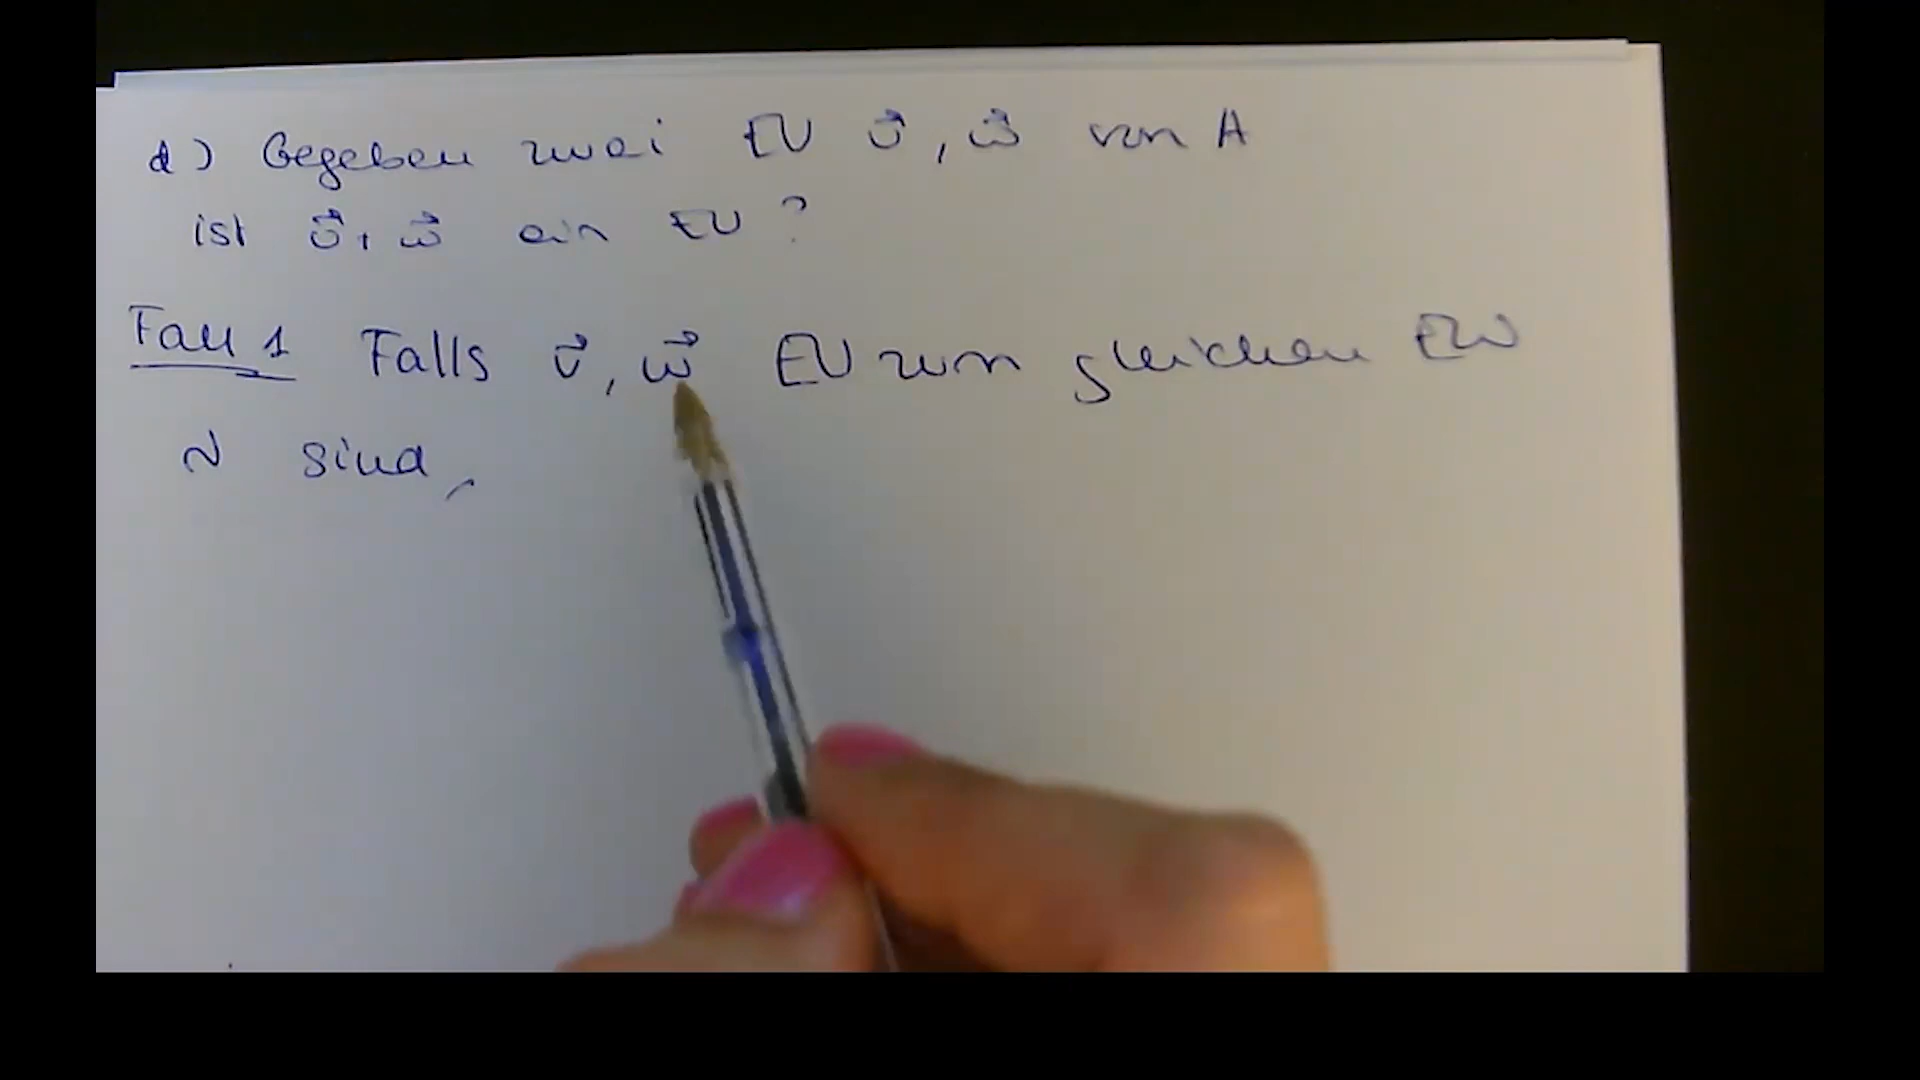 d) Gegeben zwei EV v⃗, w⃗ von A
ist v⃗+w⃗ ein EV?
Fall 1 Falls v⃗, w⃗ EV zum gleichen EW
λ sind,